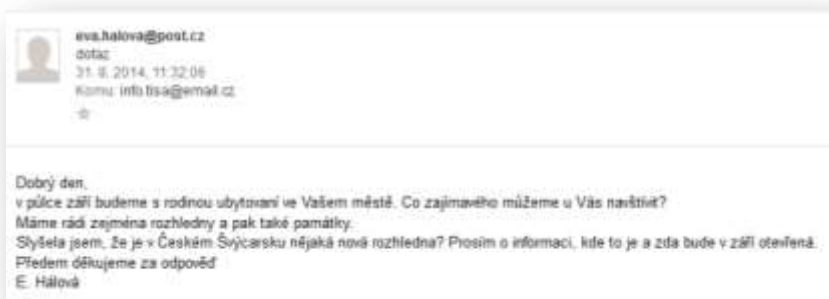 eva.halova@post.cz
dotaz
31. 8. 2014, 11:32:06
Komu: info.tisa@email.cz
Dobrý den,
v půlce září budeme s rodinou ubytovaní ve Vašem městě. Co zajímavého můžeme u Vás navštívit?
Máme rádi zejména rozhledny a pak také památky.
Slyšela jsem, že je v Českém Švýcarsku nějaká nová rozhledna? Prosím o informaci, kde to je a zda bude v září otevřená.
Předem děkujeme za odpověď
E. Hálová